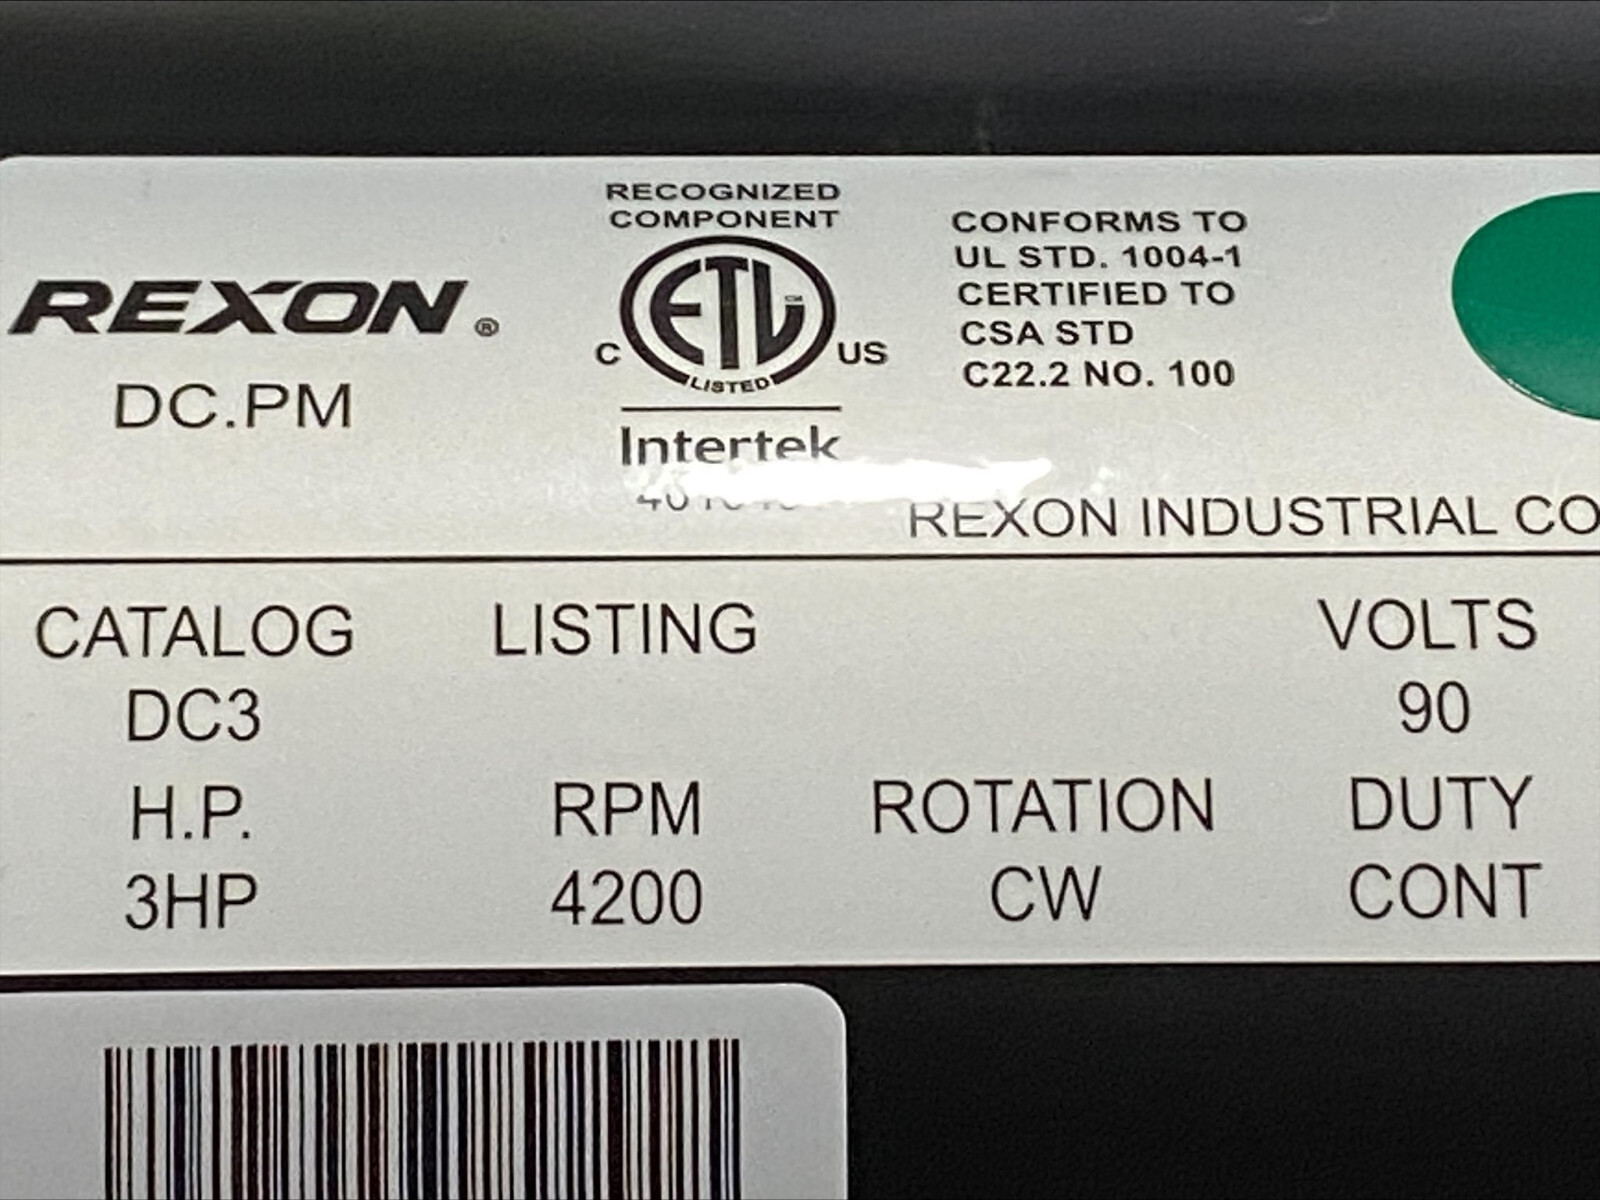 RECOGNIZED
COMPONENT
REXON®
DC.PM
ETL CM
C US
LISTED
Intertek
CONFORMS TO
UL STD. 1004-1
CERTIFIED TO
CSA STD
C22.2 NO. 100
REXON INDUSTRIAL CO
CATALOG LISTING VOLTS
DC3 90
H.P. RPM ROTATION DUTY
3HP 4200 CW CONT